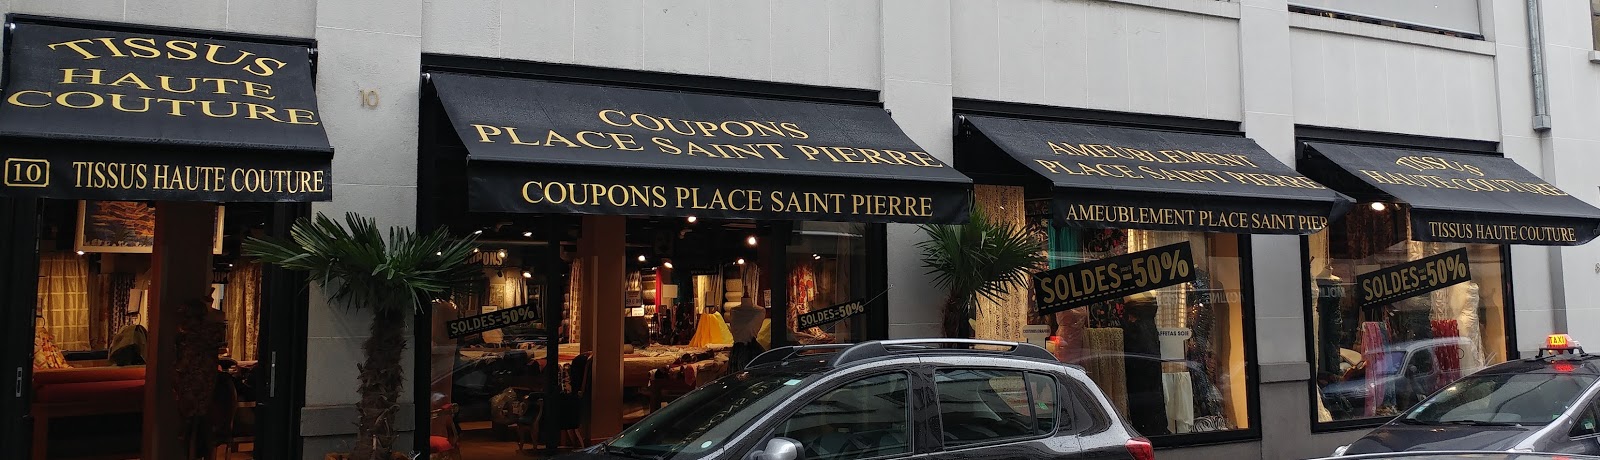 TISSUS
HAUTE
COUTURE
10 TISSUS HAUTE COUTURE
10
COUPONS
PLACE SAINT PIERRE
COUPONS PLACE SAINT PIERRE
AMEUBLEMENT
PLACE SAINT PIERRE
AMEUBLEMENT PLACE SAINT PIER
TISSUS
HAUTE COUTURE
TISSUS HAUTE COUTURE
COUPONS
SOLDES=50%
SOLDES=50%
SOLDES=50%
SOLDES=50%
TAXI